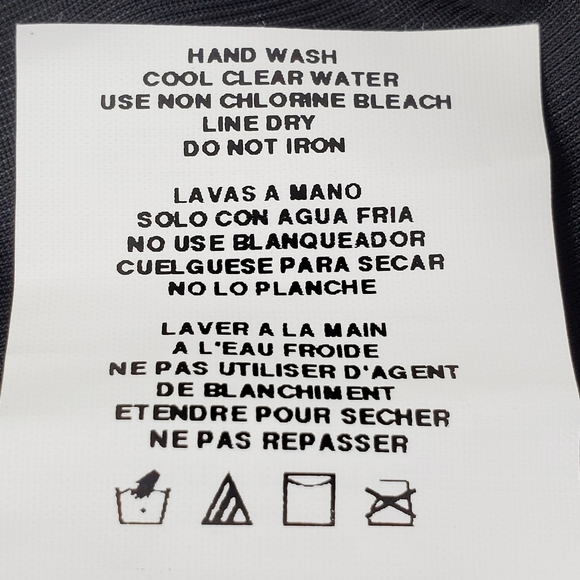 HAND WASH
COOL CLEAR WATER
USE NON CHLORINE BLEACH
LINE DRY
DO NOT IRON
LAVAS A MANO
SOLO CON AGUA FRIA
NO USE BLANQUEADOR
CUELGUESE PARA SECAR
NO LO PLANCHE
LAVER A LA MAIN
A L'EAU FROIDE
NE PAS UTILISER D'AGENT
DE BLANCHIMENT
ETENDRE POUR SECHER
NE PAS REPASSER